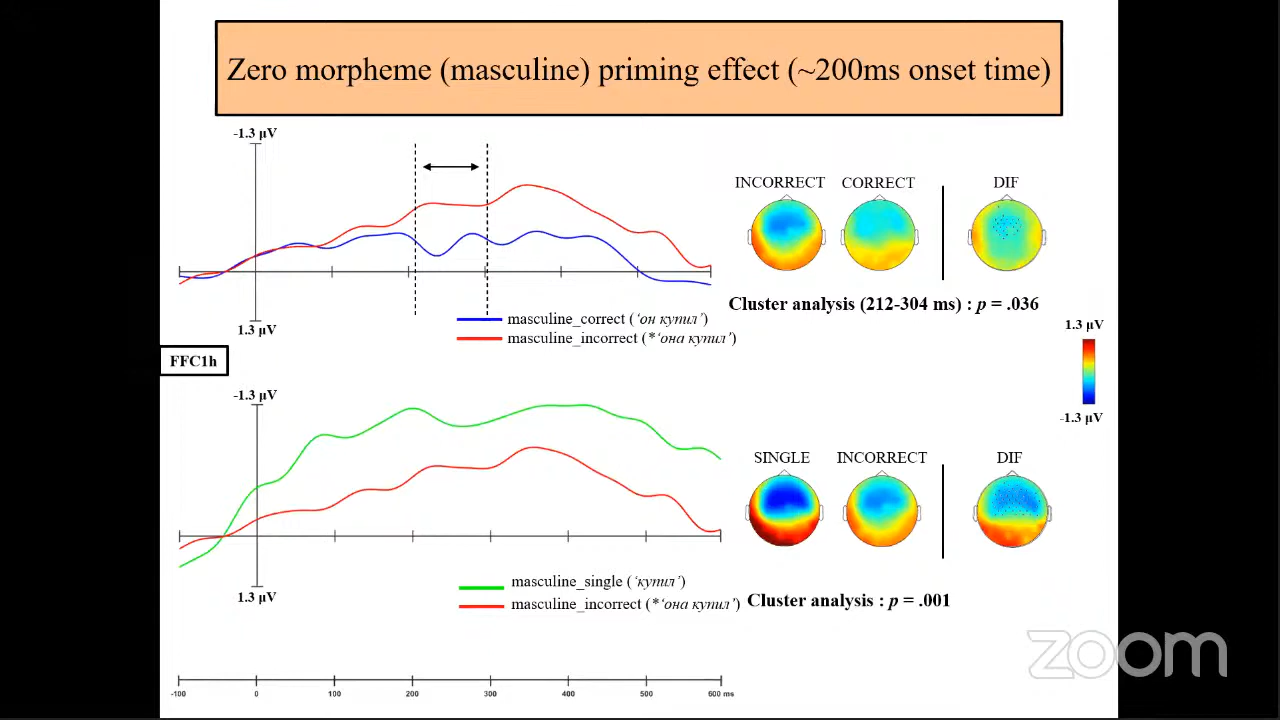 Zero morpheme (masculine) priming effect (~200ms onset time)
-1.3 μV
1.3 μV
INCORRECT CORRECT DIF
Cluster analysis (212-304 ms) : p = .036
masculine_correct (‘он купил’)
masculine_incorrect (*‘она купил’)
1.3 μV
-1.3 μV
FFC1h
-1.3 μV
1.3 μV
SINGLE INCORRECT DIF
masculine_single (‘купил’)
masculine_incorrect (*‘она купил’)
Cluster analysis : p = .001
-100 0 100 200 300 400 500 600 ms
zoom